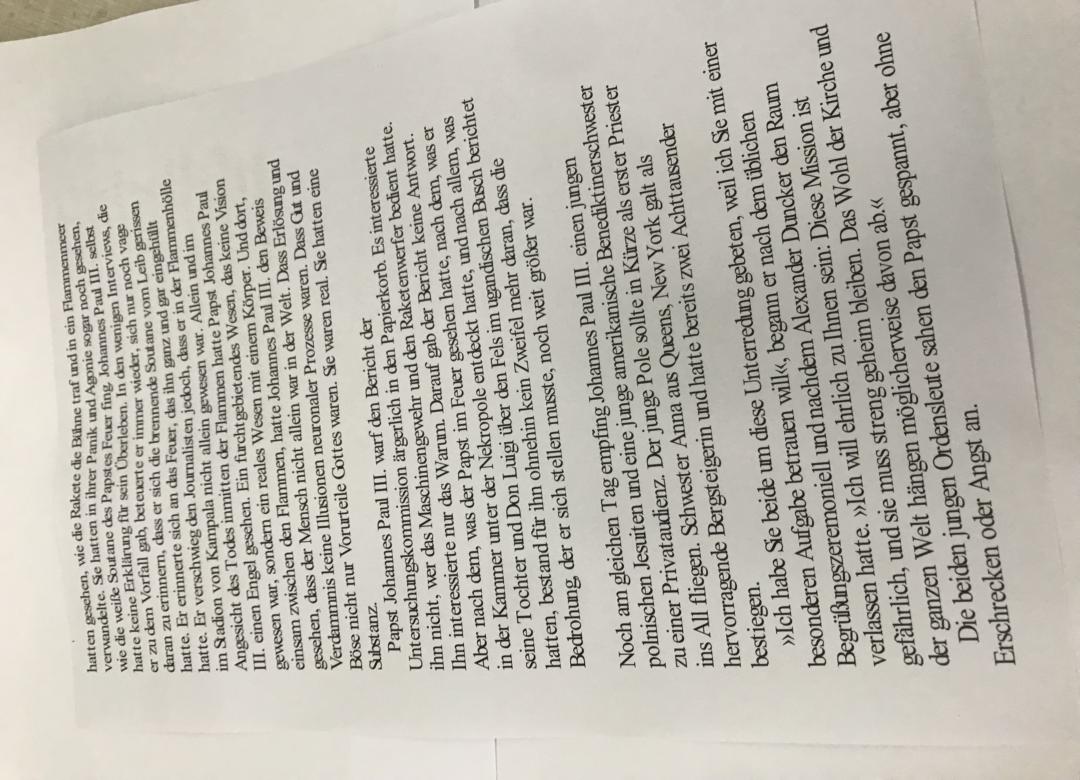 hatten gesehen, wie die Rakete die Bühne traf und in ein Flammenmeer
verwandelte. Sie hatten in ihrer Panik und Agonie sogar noch gesehen,
wie die weiße Soutane des Papstes Feuer fing. Johannes Paul III. selbst
hatte keine Erklärung für sein Überleben. In den wenigen Interviews, die
er zu dem Vorfall gab, beteuerte er immer wieder, sich nur noch vage
daran zu erinnern, dass er sich die brennende Soutane vom Leib gerissen
hatte. Er erinnerte sich an das Feuer, das ihn ganz und gar eingehüllt
hatte. Er verschwieg den Journalisten jedoch, dass er in der Flammenhölle
im Stadion von Kampala nicht allein gewesen war. Allein und im
Angesicht des Todes inmitten der Flammen hatte Papst Johannes Paul
III. einen Engel gesehen. Ein furchtgebietendes Wesen, das keine Vision
gewesen war, sondern ein reales Wesen mit einem Körper. Und dort,
einsam zwischen den Flammen, hatte Johannes Paul III. den Beweis
gesehen, dass der Mensch nicht allein war in der Welt. Dass Erlösung und
Verdammnis keine Illusionen neuronaler Prozesse waren. Dass Gut und
Böse nicht nur Vorurteile Gottes waren. Sie waren real. Sie hatten eine
Substanz.
Papst Johannes Paul III. warf den Bericht der
Untersuchungskommission ärgerlich in den Papierkorb. Es interessierte
ihn nicht, wer das Maschinengewehr und den Raketenwerfer bedient hatte.
Ihn interessierte nur das Warum. Darauf gab der Bericht keine Antwort.
Aber nach dem, was der Papst im Feuer gesehen hatte, nach dem, was er
in der Kammer unter der Nekropole entdeckt hatte, und nach allem, was
seine Tochter und Don Luigi über den Fels im ugandischen Busch berichtet
hatten, bestand für ihn ohnehin kein Zweifel mehr daran, dass die
Bedrohung, der er sich stellen musste, noch weit größer war.
Noch am gleichen Tag empfing Johannes Paul III. einen jungen
polnischen Jesuiten und eine junge amerikanische Benediktinerschwester
zu einer Privataudienz. Der junge Pole sollte in Kürze als erster Priester
ins All fliegen. Schwester Anna aus Queens, New York galt als
hervorragende Bergsteigerin und hatte bereits zwei Achttausender
bestiegen.
»Ich habe Sie beide um diese Unterredung gebeten, weil ich Sie mit einer
besonderen Aufgabe betrauen will«, begann er nach dem üblichen
Begrüßungszeremoniell und nachdem Alexander Duncker den Raum
verlassen hatte. »Ich will ehrlich zu Ihnen sein: Diese Mission ist
gefährlich, und sie muss streng geheim bleiben. Das Wohl der Kirche und
der ganzen Welt hängen möglicherweise davon ab.«
Die beiden jungen Ordensleute sahen den Papst gespannt, aber ohne
Erschrecken oder Angst an.